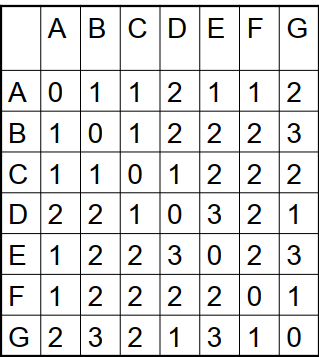 A B C D E F G
A 0 1 1 2 1 1 2
B 1 0 1 2 2 2 3
C 1 1 0 1 2 2 2
D 2 2 1 0 3 2 1
E 1 2 2 3 0 2 3
F 1 2 2 2 2 0 1
G 2 3 2 1 3 1 0